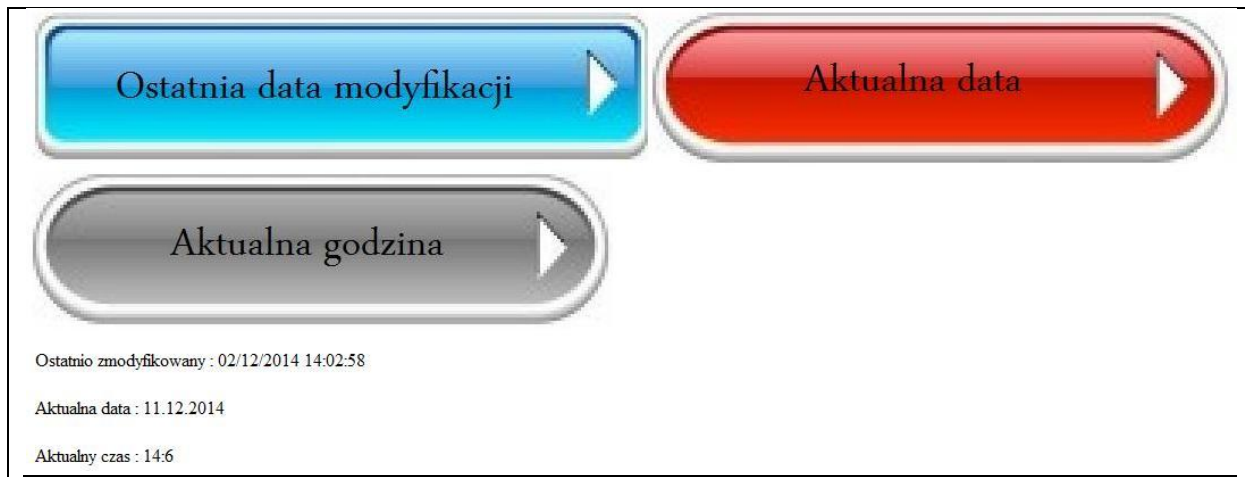 Ostatnia data modyfikacji
Aktualna data
Aktualna godzina
Ostatnio zmodyfikowany : 02/12/2014 14:02:58
Aktualna data : 11.12.2014
Aktualny czas : 14:6